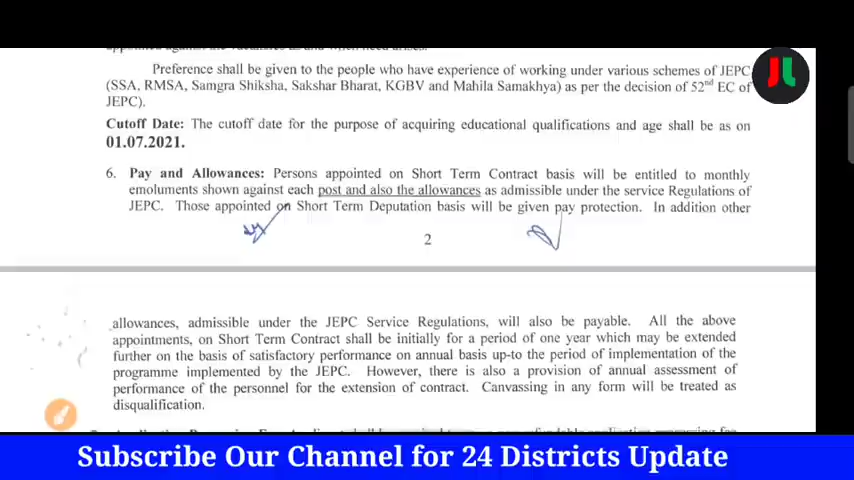 appointed against the vacancies as and when need arises.
Preference shall be given to the people who have experience of working under various schemes of JEPC
(SSA, RMSA, Samgra Shiksha, Sakshar Bharat, KGBV and Mahila Samakhya) as per the decision of 52nd EC of
JEPC).
Cutoff Date: The cutoff date for the purpose of acquiring educational qualifications and age shall be as on
01.07.2021.
6. Pay and Allowances: Persons appointed on Short Term Contract basis will be entitled to monthly
emoluments shown against each post and also the allowances as admissible under the service Regulations of
JEPC. Those appointed on Short Term Deputation basis will be given pay protection. In addition other
2
allowances, admissible under the JEPC Service Regulations, will also be payable. All the above
appointments, on Short Term Contract shall be initially for a period of one year which may be extended
further on the basis of satisfactory performance on annual basis up-to the period of implementation of the
programme implemented by the JEPC. However, there is also a provision of annual assessment of
performance of the personnel for the extension of contract. Canvassing in any form will be treated as
disqualification.
Subscribe Our Channel for 24 Districts Update